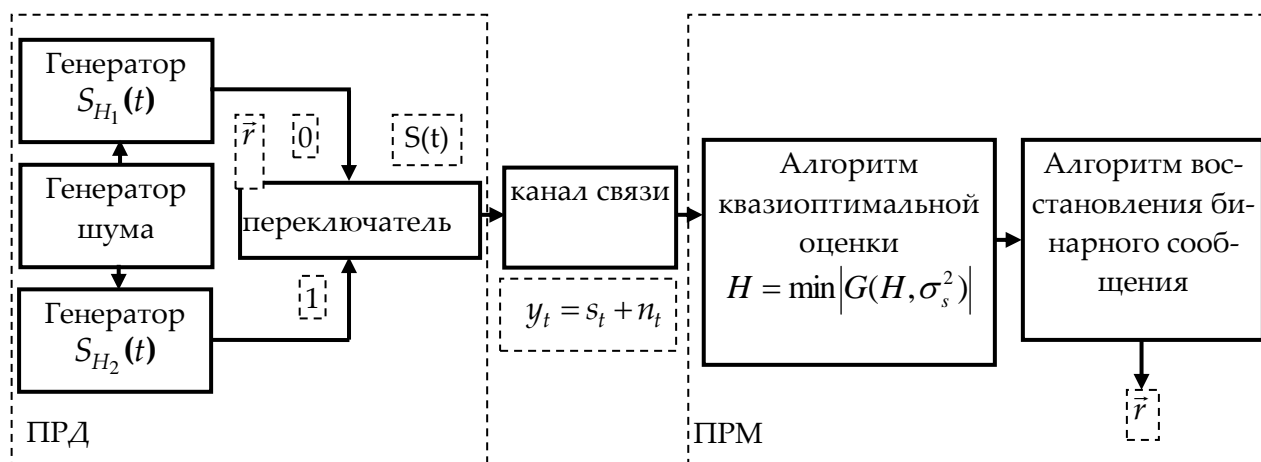 Генератор
S_{H_1}(t)
Генератор
шума
Генератор
S_{H_2}(t)
r⃗
0
S(t)
переключатель
1
ПРД
канал связи
y_t = s_t + n_t
Алгоритм
квазиоптимальной
оценки
H = min|G(H, σ_s^2)|
Алгоритм вос-
становления би-
нарного сооб-
щения
r⃗
ПРМ